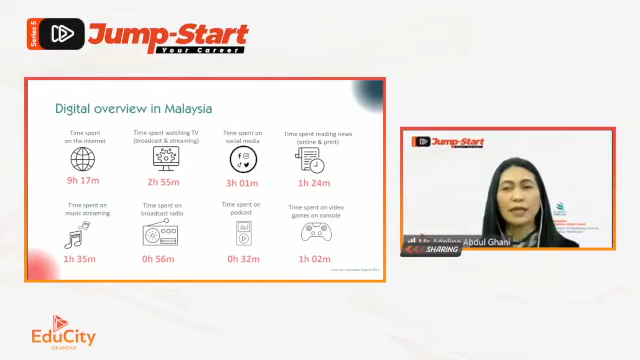 Series 5
Jump-Start
Your Career
Digital overview in Malaysia
Time spent
on the internet
9h 17m
Time spent watching TV
(broadcast & streaming)
2h 55m
Time spent on
social media
3h 01m
Time spent reading news
(online & print)
1h 24m
Time spent on
music streaming
1h 35m
Time spent on
broadcast radio
0h 56m
Time spent on
podcast
0h 32m
Time spent on video
games on console
1h 02m
Jump-Start
Abdul Ghani
SHARING
EduCity
ISKANDAR